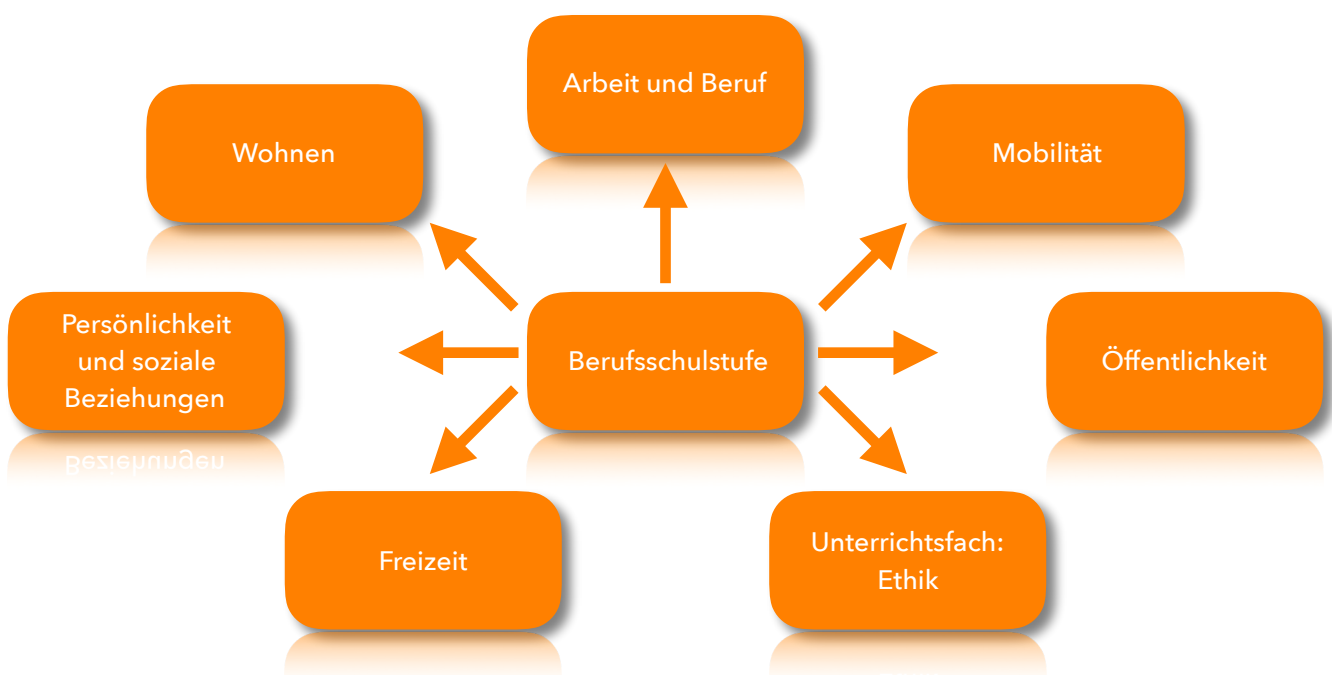 Arbeit und Beruf
Wohnen
Mobilität
Persönlichkeit
und soziale
Beziehungen
Berufsschulstufe
Öffentlichkeit
Freizeit
Unterrichtsfach:
Ethik